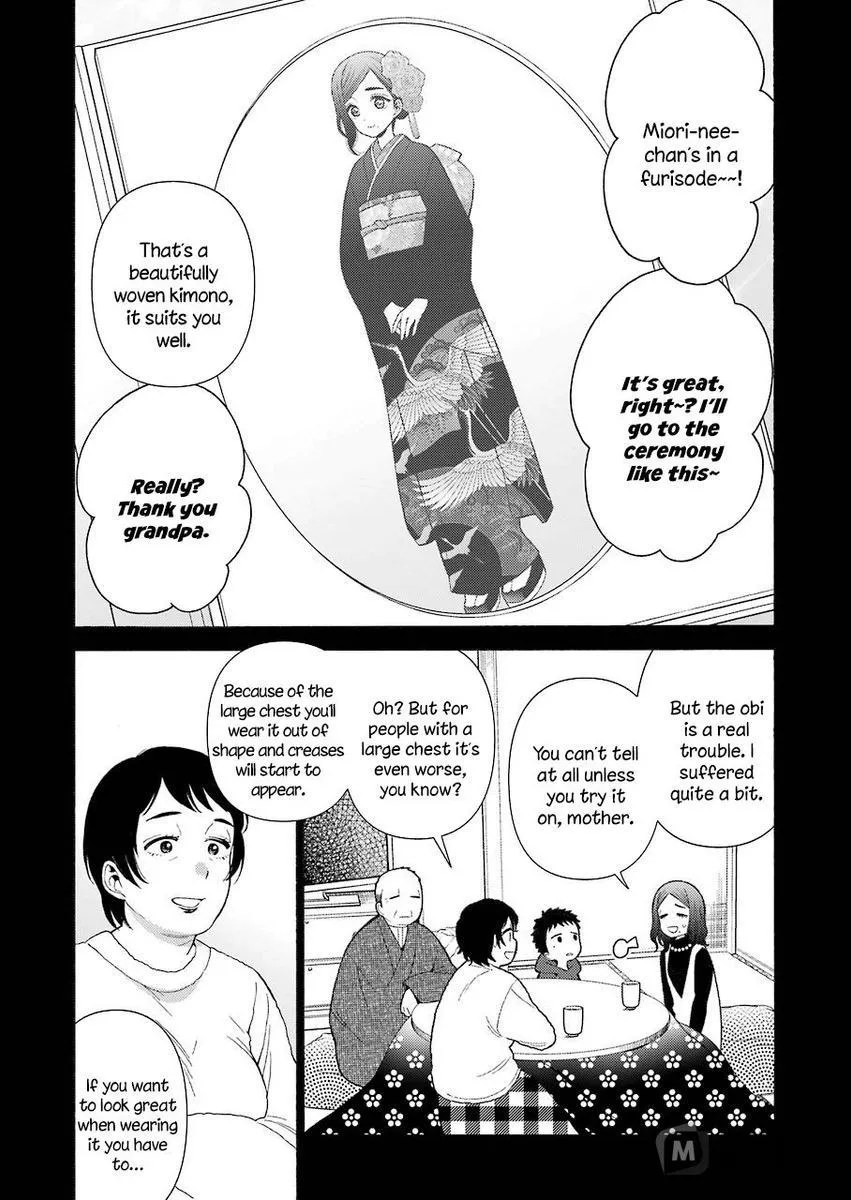 Miori-nee-
chan's in a
furisode~~!
It's great,
right~? I'll
go to the
ceremony
like this~
That's a
beautifully
woven kimono,
it suits you
well.
Really?
Thank you
grandpa.
But the obi
is a real
trouble. I
suffered
quite a bit.
You can't tell
at all unless
you try it
on, mother.
Oh? But for
people with a
large chest it's
even worse,
you know?
Because of the
large chest you'll
wear it out of
shape and creases
will start to
appear.
If you want
to look great
when wearing
it you have
to...
M